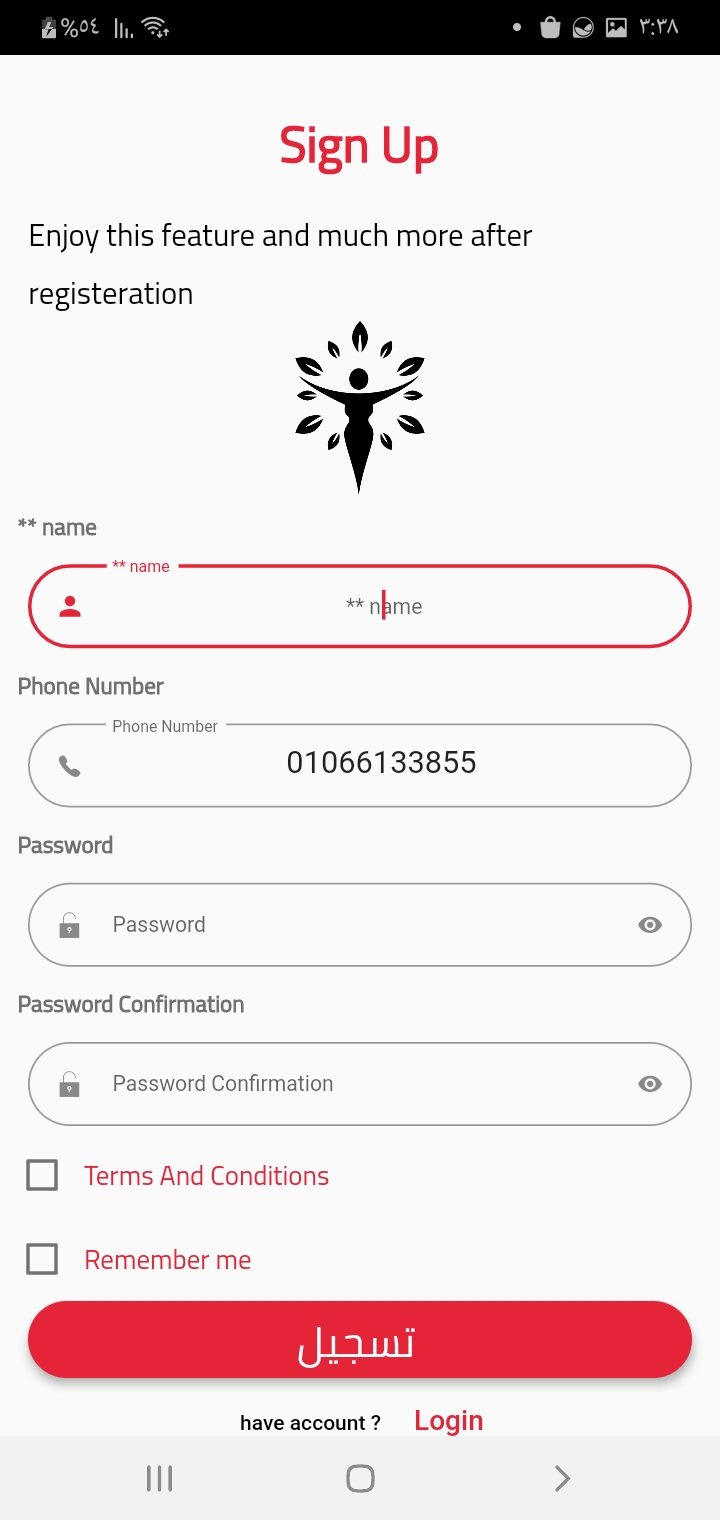 %٥٤
٣:٣٨
Sign Up
Enjoy this feature and much more after
registeration
** name
** name
** name
Phone Number
Phone Number
01066133855
Password
Password
Password Confirmation
Password Confirmation
Terms And Conditions
Remember me
تسجيل
have account ? Login